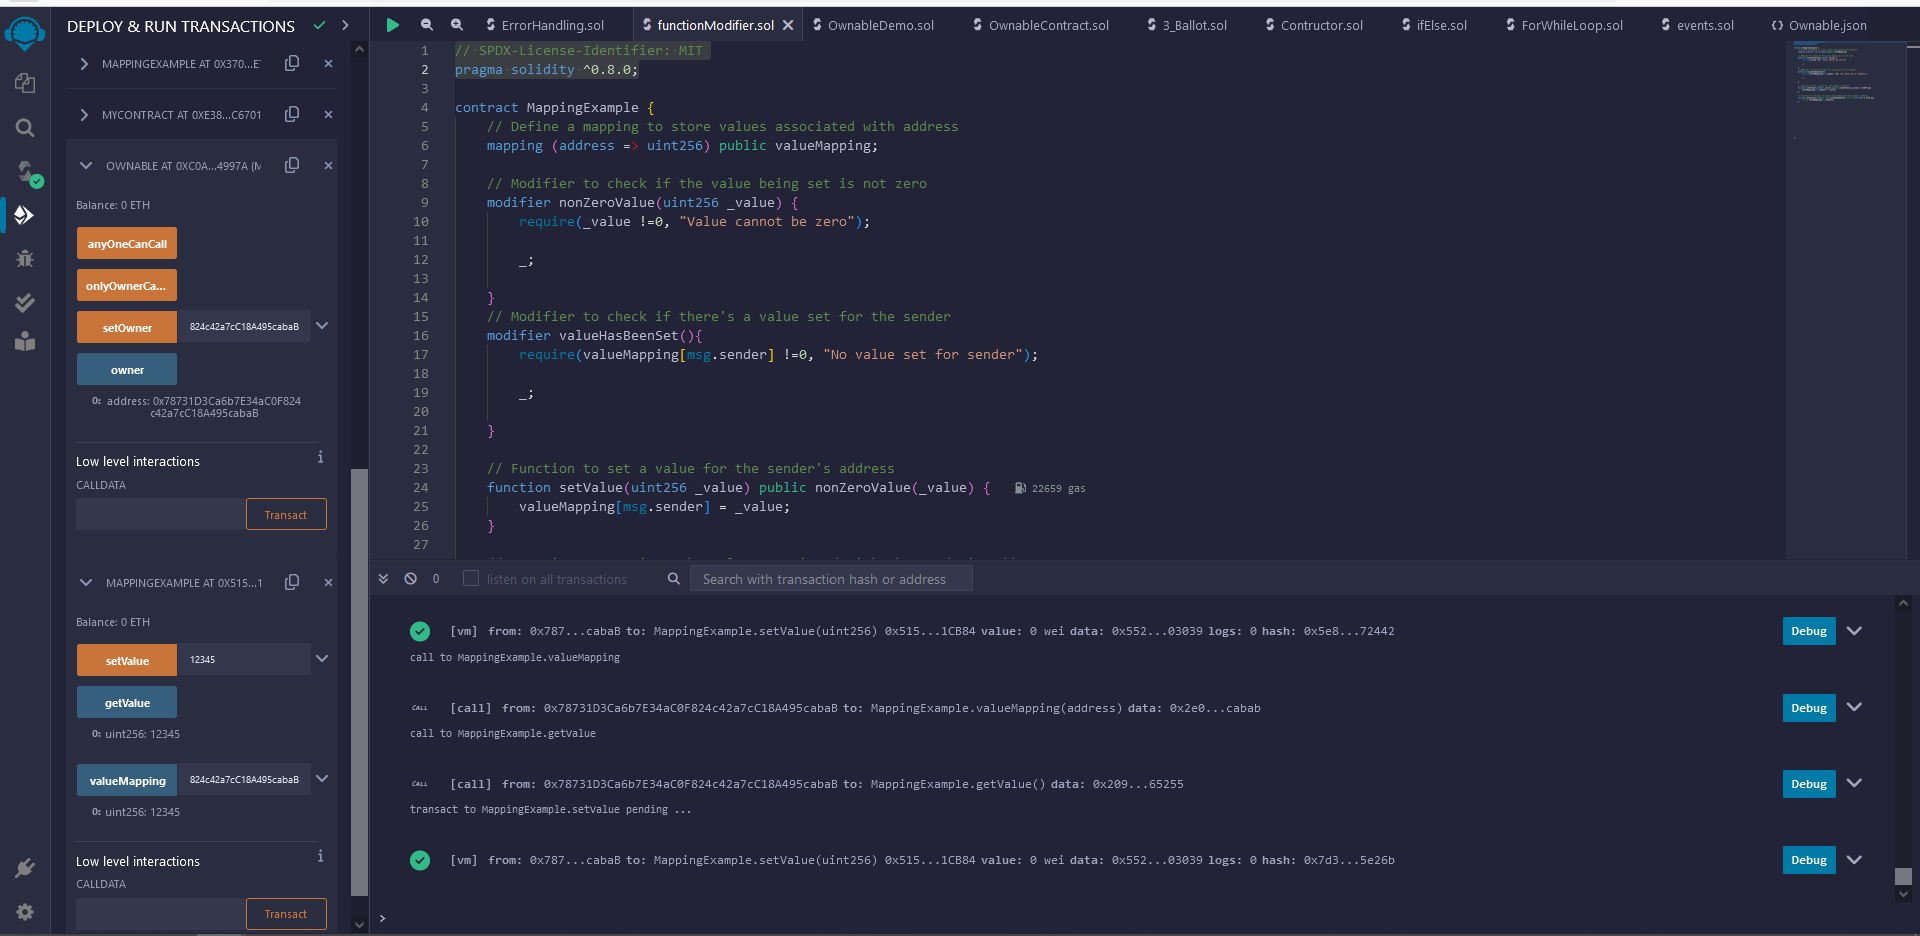 DEPLOY & RUN TRANSACTIONS
MAPPINGEXAMPLE AT 0X370...E
MYCONTRACT AT 0XE38...C6701
OWNABLE AT 0XC0A...4997A (M
Balance: 0 ETH
anyOneCanCall
onlyOwnerCa...
setOwner 824c42a7cC18A495cabaB
owner
0: address: 0x78731D3Ca6b7E34aC0F824
c42a7cC18A495cabaB
Low level interactions
CALLDATA
Transact
MAPPINGEXAMPLE AT 0X515...1
Balance: 0 ETH
setValue 12345
getValue
0: uint256: 12345
valueMapping 824c42a7cC18A495cabaB
0: uint256: 12345
Low level interactions
CALLDATA
Transact
ErrorHandling.sol functionModifier.sol OwnableDemo.sol OwnableContract.sol 3_Ballot.sol Contructor.sol ifElse.sol ForWhileLoop.sol events.sol {} Ownable.json
1 // SPDX-License-Identifier: MIT
2 pragma solidity ^0.8.0;
3
4 contract MappingExample {
5 // Define a mapping to store values associated with address
6 mapping (address => uint256) public valueMapping;
7
8 // Modifier to check if the value being set is not zero
9 modifier nonZeroValue(uint256 _value) {
10 require(_value !=0, "Value cannot be zero");
11
12 _;
13
14 }
15 // Modifier to check if there's a value set for the sender
16 modifier valueHasBeenSet(){
17 require(valueMapping[msg.sender] !=0, "No value set for sender");
18
19 _;
20
21 }
22
23 // Function to set a value for the sender's address
24 function setValue(uint256 _value) public nonZeroValue(_value) { 22659 gas
25 valueMapping[msg.sender] = _value;
26 }
27
0 listen on all transactions Search with transaction hash or address
[vm] from: 0x787...cabaB to: MappingExample.setValue(uint256) 0x515...1CB84 value: 0 wei data: 0x552...03039 logs: 0 hash: 0x5e8...72442 Debug
call to MappingExample.valueMapping
CALL [call] from: 0x78731D3Ca6b7E34aC0F824c42a7cC18A495cabaB to: MappingExample.valueMapping(address) data: 0x2e0...cabab Debug
call to MappingExample.getValue
CALL [call] from: 0x78731D3Ca6b7E34aC0F824c42a7cC18A495cabaB to: MappingExample.getValue() data: 0x209...65255 Debug
transact to MappingExample.setValue pending ...
[vm] from: 0x787...cabaB to: MappingExample.setValue(uint256) 0x515...1CB84 value: 0 wei data: 0x552...03039 logs: 0 hash: 0x7d3...5e26b Debug
>